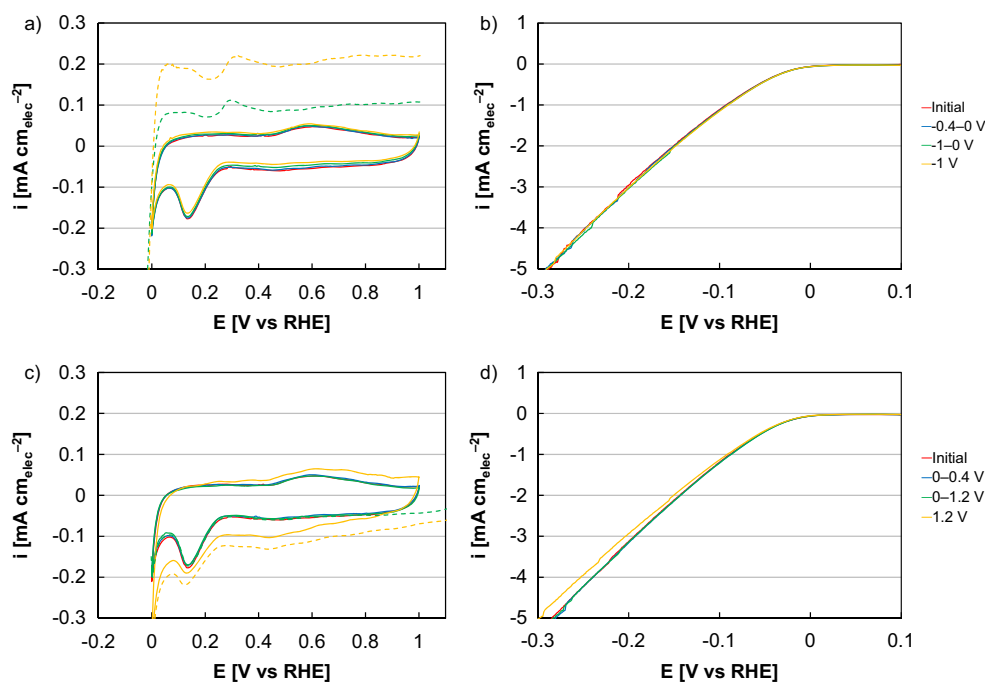 a)
0.3
0.2
0.1
0
-0.1
-0.2
-0.3
i [mA cm_elec^−2]
-0.2 0 0.2 0.4 0.6 0.8 1
E [V vs RHE]
b)
1
0
-1
-2
-3
-4
-5
i [mA cm_elec^−2]
-0.3 -0.2 -0.1 0 0.1
E [V vs RHE]
Initial
-0.4–0 V
-1–0 V
-1 V
c)
0.3
0.2
0.1
0
-0.1
-0.2
-0.3
i [mA cm_elec^−2]
-0.2 0 0.2 0.4 0.6 0.8 1
E [V vs RHE]
d)
1
0
-1
-2
-3
-4
-5
i [mA cm_elec^−2]
-0.3 -0.2 -0.1 0 0.1
E [V vs RHE]
Initial
0–0.4 V
0–1.2 V
1.2 V